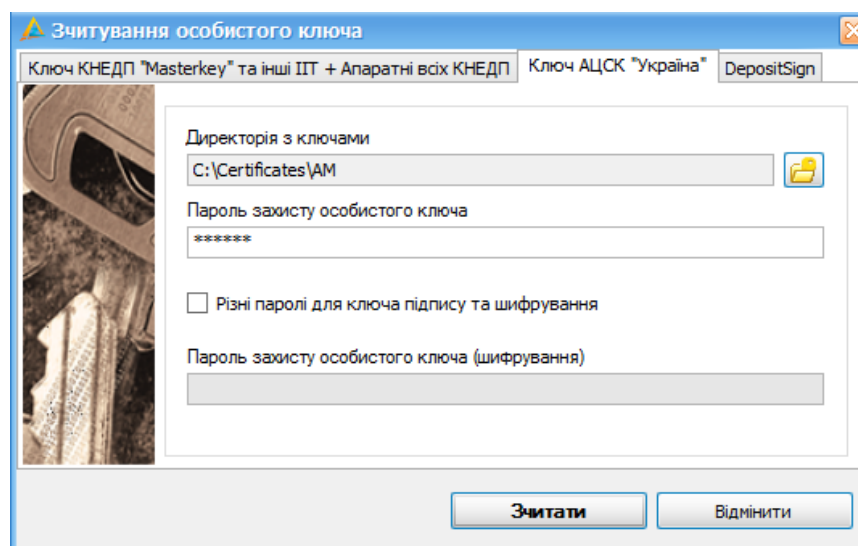 Зчитування особистого ключа
Ключ КНЕДП "Masterkey" та інші ІІТ + Апаратні всіх КНЕДП
Ключ АЦСК "Україна"
DepositSign
Директорія з ключами
C:\Certificates\AM
Пароль захисту особистого ключа
******
Різні паролі для ключа підпису та шифрування
Пароль захисту особистого ключа (шифрування)
Зчитати
Відмінити